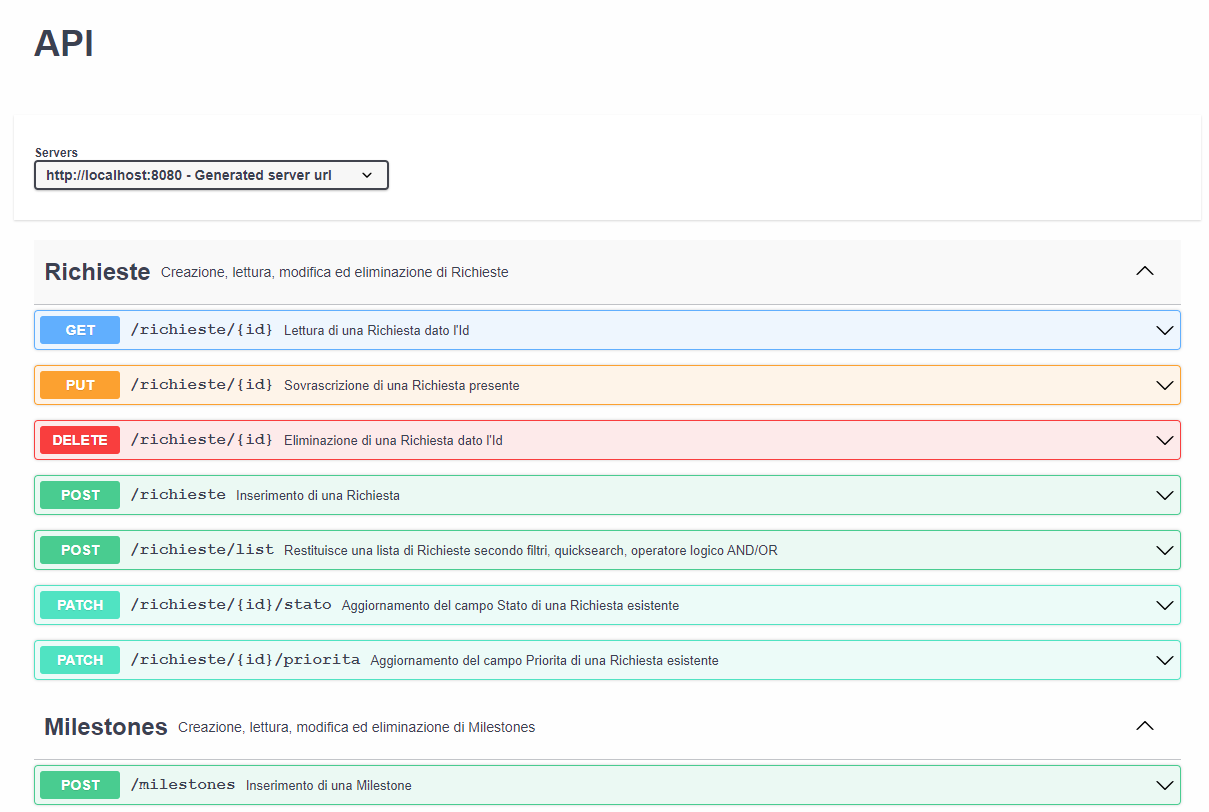 API
Servers
http://localhost:8080 - Generated server url
Richieste Creazione, lettura, modifica ed eliminazione di Richieste
GET /richieste/{id} Lettura di una Richiesta dato l'Id
PUT /richieste/{id} Sovrascrizione di una Richiesta presente
DELETE /richieste/{id} Eliminazione di una Richiesta dato l'Id
POST /richieste Inserimento di una Richiesta
POST /richieste/list Restituisce una lista di Richieste secondo filtri, quicksearch, operatore logico AND/OR
PATCH /richieste/{id}/stato Aggiornamento del campo Stato di una Richiesta esistente
PATCH /richieste/{id}/priorita Aggiornamento del campo Priorita di una Richiesta esistente
Milestones Creazione, lettura, modifica ed eliminazione di Milestones
POST /milestones Inserimento di una Milestone